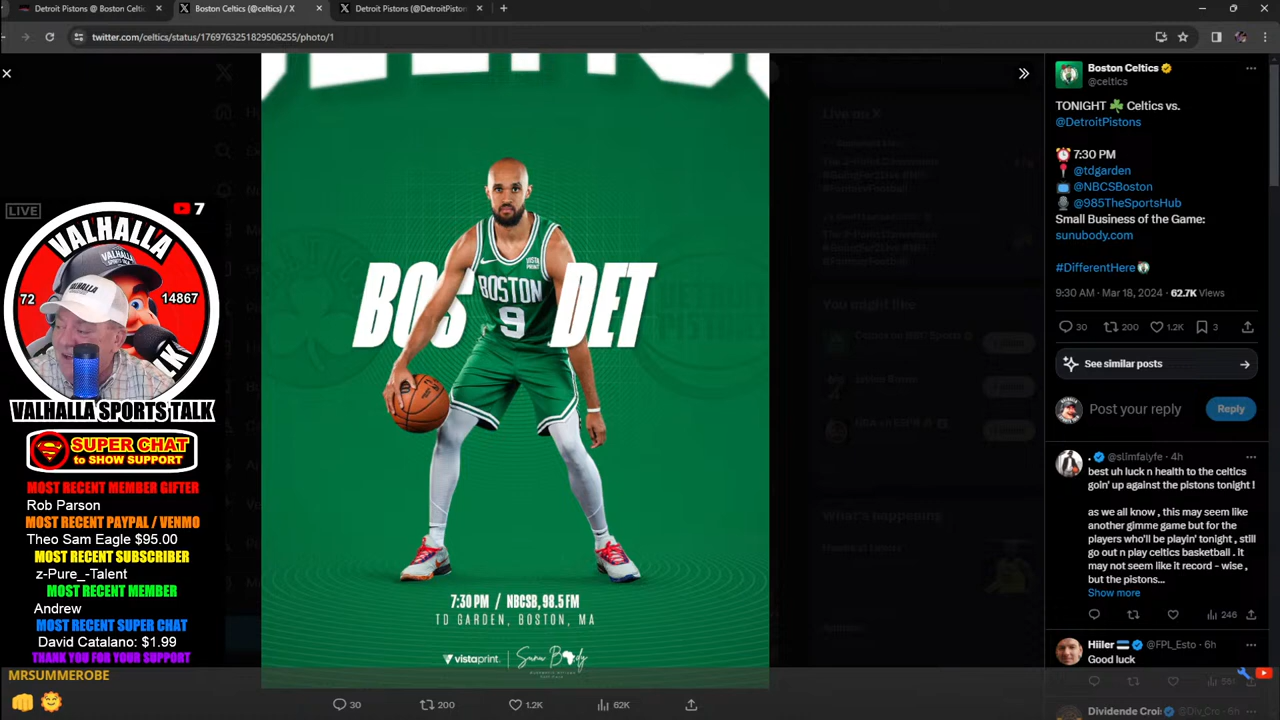 Detroit Pistons @ Boston Celtic
Boston Celtics (@celtics) / X
Detroit Pistons (@DetroitPiston
twitter.com/celtics/status/1769763251829506255/photo/1
LIVE
7
VALHALLA
72
14867
TALK
VALHALLA SPORTS TALK
SUPER CHAT
to SHOW SUPPORT
MOST RECENT MEMBER GIFTER
Rob Parson
MOST RECENT PAYPAL / VENMO
Theo Sam Eagle $95.00
MOST RECENT SUBSCRIBER
z-Pure_-Talent
MOST RECENT MEMBER
Andrew
MOST RECENT SUPER CHAT
David Catalano: $1.99
THANK YOU FOR YOUR SUPPORT
MRSUMMEROBE
BOS DET
BOSTON
9
7:30 PM / NBCSB, 98.5 FM
TD GARDEN, BOSTON, MA
vistaprint. | Sunu Body
30 200 1.2K 62K
Boston Celtics
@celtics
TONIGHT ☘️ Celtics vs.
@DetroitPistons
⏰ 7:30 PM
📍 @tdgarden
📺 @NBCSBoston
🎙️ @985TheSportsHub
Small Business of the Game:
sunubody.com
#DifferentHere
9:30 AM · Mar 18, 2024 · 62.7K Views
30 200 1.2K 3
See similar posts
Post your reply
Reply
. @slimfalyfe · 4h
best uh luck n health to the celtics
goin' up against the pistons tonight !
as we all know , this may seem like
another gimme game but for the
players who'll be playin' tonight , still
go out n play celtics basketball . it
may not seem like it record - wise ,
but the pistons...
Show more
246
Hiiler @FPL_Esto · 6h
Good luck
Dividende Crois @Div_Crc · 6h